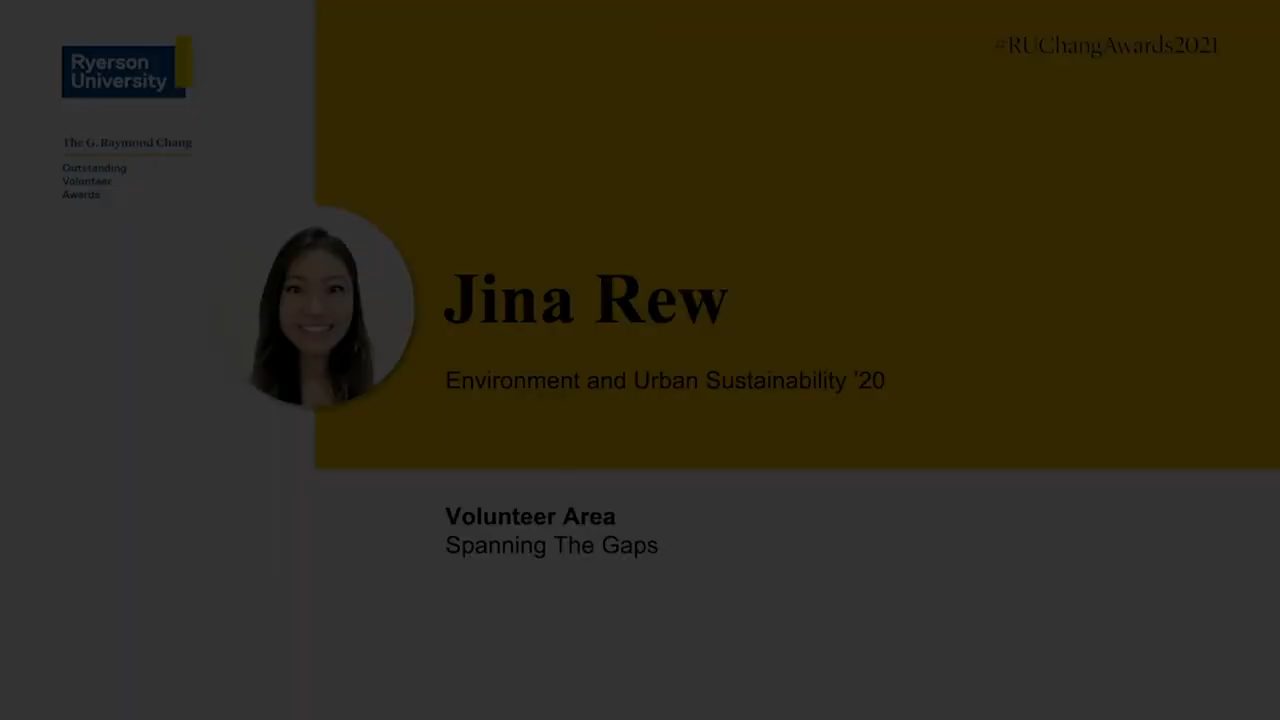 Ryerson
University
#RUChangAwards2021
The G. Raymond Chang
Outstanding
Volunteer
Awards
Jina Rew
Environment and Urban Sustainability '20
Volunteer Area
Spanning The Gaps